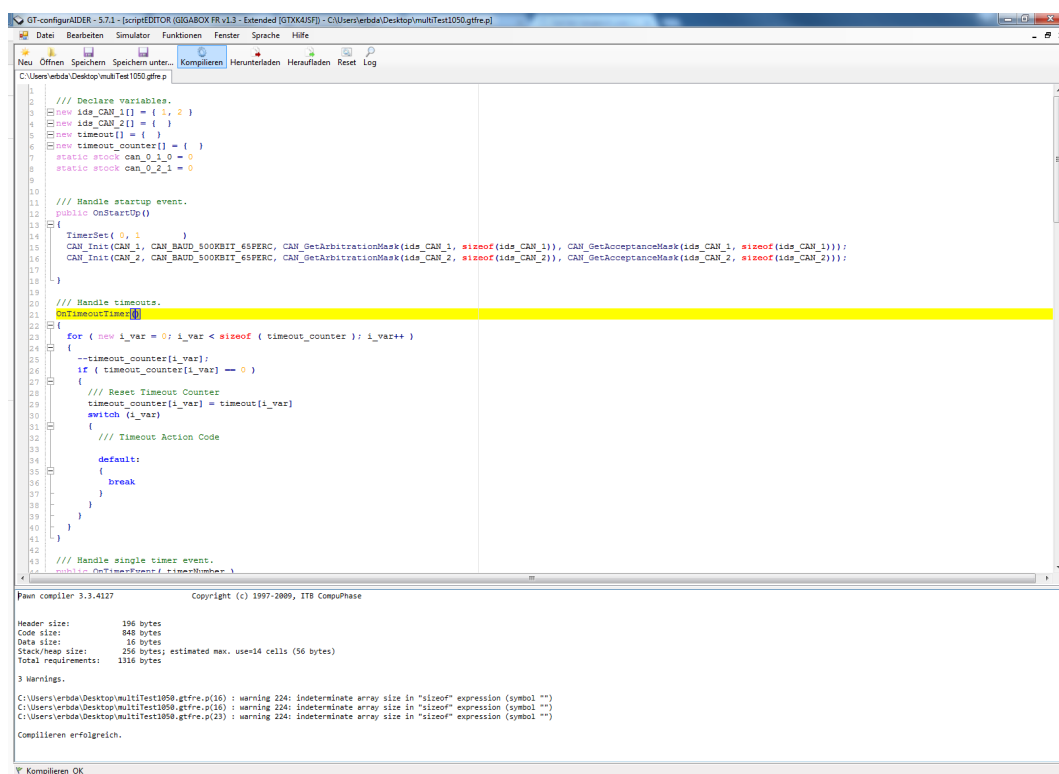 GT-configurAIDER - 5.7.1 - [scriptEDITOR (GIGABOX FR v1.3 - Extended [GTXX4JSF]) - C:\Users\erbda\Desktop\multiTest1050.gtfre.p]
Datei Bearbeiten Simulator Funktionen Fenster Sprache Hilfe
Neu Öffnen Speichern Speichern unter... Kompilieren Herunterladen Heraufladen Reset Log
C:\Users\erbda\Desktop\multiTest1050.gtfre.p
1
2 /// Declare variables.
3 new ids_CAN_1[] = { 1, 2 }
4 new ids_CAN_2[] = { }
5 new timeout[] = { }
6 new timeout_counter[] = { }
7 static stock can_0_1_0 = 0
8 static stock can_0_2_1 = 0
9
10
11 /// Handle startup event.
12 public OnStartUp()
13 {
14 TimerSet( 0, 1 )
15 CAN_Init(CAN_1, CAN_BAUD_500KBIT_65PERC, CAN_GetArbitrationMask(ids_CAN_1, sizeof(ids_CAN_1)), CAN_GetAcceptanceMask(ids_CAN_1, sizeof(ids_CAN_1)));
16 CAN_Init(CAN_2, CAN_BAUD_500KBIT_65PERC, CAN_GetArbitrationMask(ids_CAN_2, sizeof(ids_CAN_2)), CAN_GetAcceptanceMask(ids_CAN_2, sizeof(ids_CAN_2)));
17
18 }
19
20 /// Handle timeouts.
21 OnTimeoutTimer()
22 {
23 for ( new i_var = 0; i_var < sizeof ( timeout_counter ); i_var++ )
24 {
25 --timeout_counter[i_var];
26 if ( timeout_counter[i_var] == 0 )
27 {
28 /// Reset Timeout Counter
29 timeout_counter[i_var] = timeout[i_var]
30 switch (i_var)
31 {
32 /// Timeout Action Code
33
34 default:
35 {
36 break
37 }
38 }
39 }
40 }
41 }
42
43 /// Handle single timer event.
44 public OnTimerEvent( timerNumber )
Pawn compiler 3.3.4127 Copyright (c) 1997-2009, ITB CompuPhase
Header size: 196 bytes
Code size: 848 bytes
Data size: 16 bytes
Stack/heap size: 256 bytes; estimated max. use=14 cells (56 bytes)
Total requirements: 1316 bytes
3 Warnings.
C:\Users\erbda\Desktop\multiTest1050.gtfre.p(16) : warning 224: indeterminate array size in "sizeof" expression (symbol "")
C:\Users\erbda\Desktop\multiTest1050.gtfre.p(16) : warning 224: indeterminate array size in "sizeof" expression (symbol "")
C:\Users\erbda\Desktop\multiTest1050.gtfre.p(23) : warning 224: indeterminate array size in "sizeof" expression (symbol "")
Compilieren erfolgreich.
Kompilieren OK